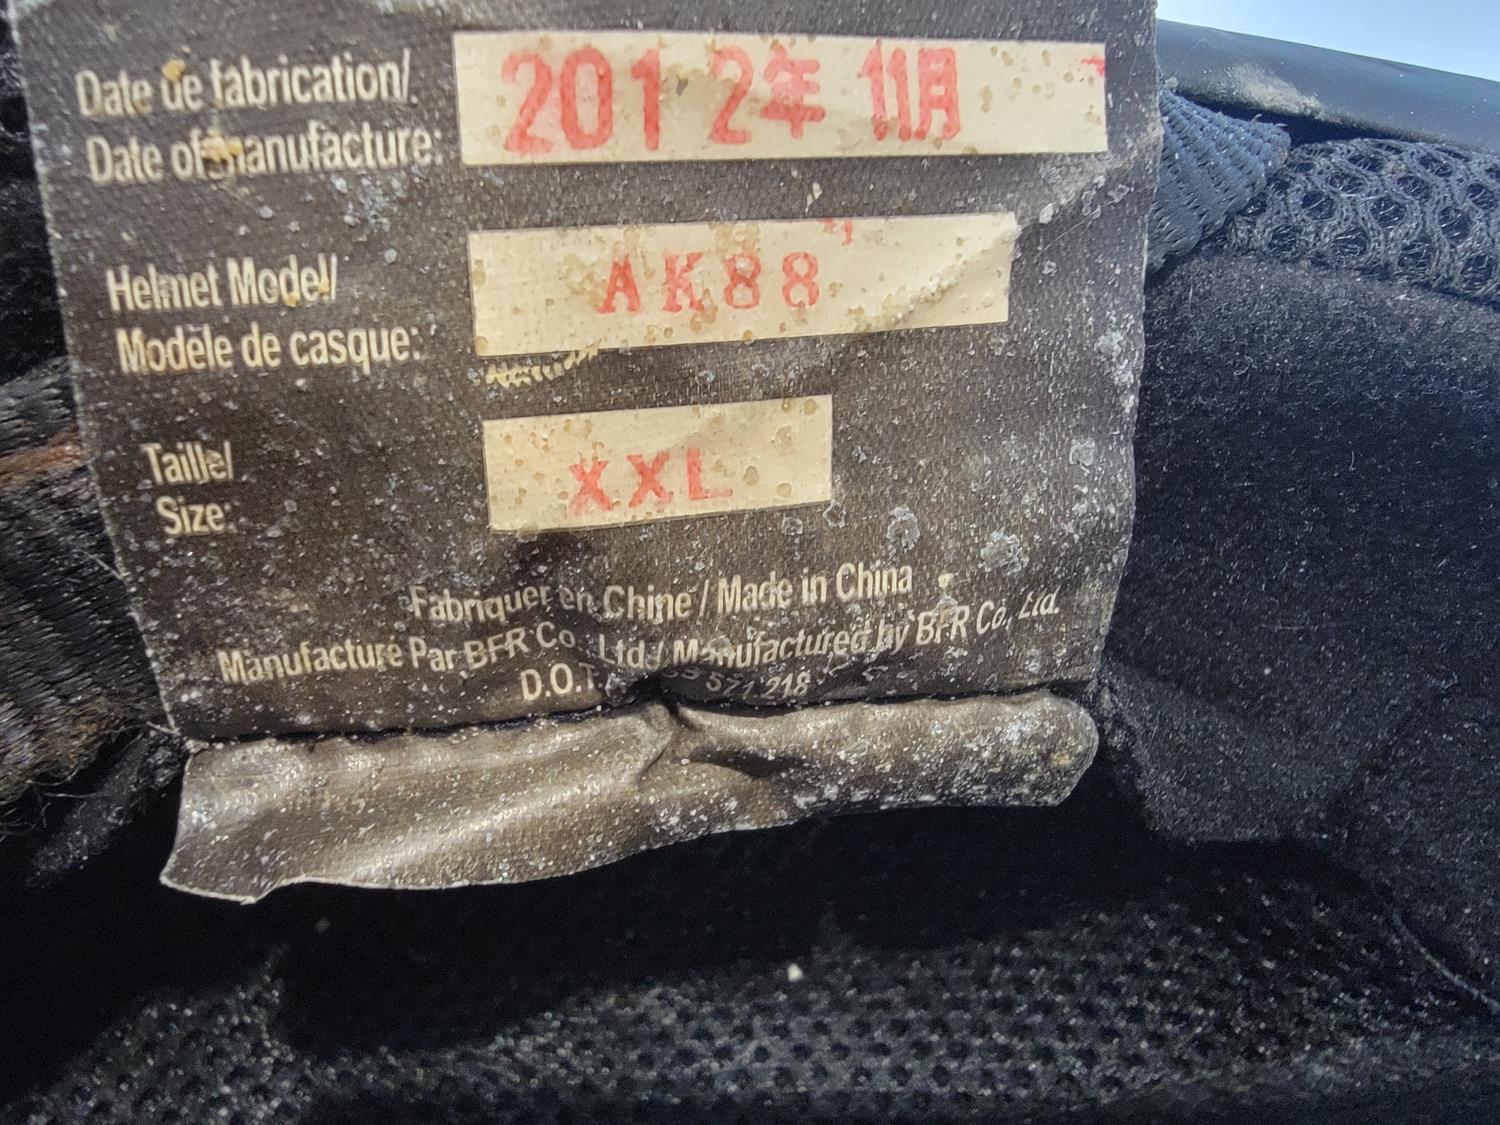 Date de fabrication/
Date of manufacture: 2012年 11月
Helmet Model/
Modèle de casque: AK88
Taille/
Size: XXL
Fabriquer en Chine / Made in China
Manufacture Par BFR Co., Ltd./ Manufactured by BFR Co., Ltd.
D.O.T. 571.218